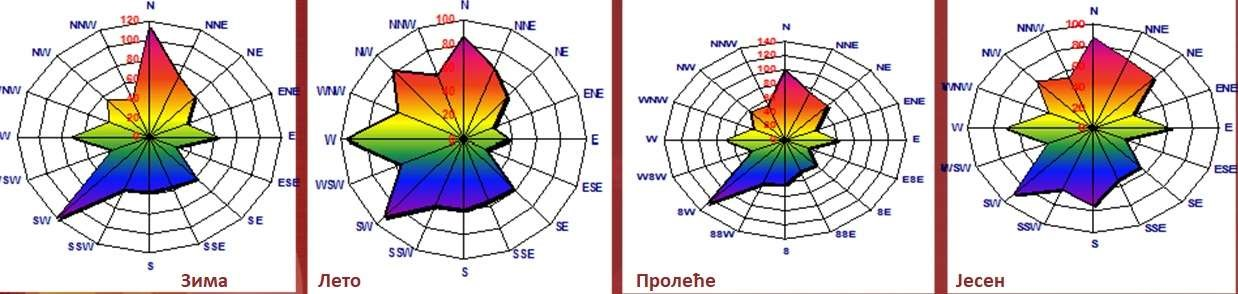 N
NNW NNE
NW NE
WNW ENE
W E
WSW ESE
SW SE
SSW SSE
S
120
100
80
60
40
20
0
Зима
N
NNW NNE
NW NE
WNW ENE
W E
WSW ESE
SW SE
SSW SSE
S
100
80
60
40
20
0
Лето
N
NNW NNE
NW NE
WNW ENE
W E
WSW ESE
SW SE
SSW SSE
S
140
120
100
80
60
40
20
0
Пролеће
N
NNW NNE
NW NE
WNW ENE
W E
WSW ESE
SW SE
SSW SSE
S
100
80
60
40
20
0
Јесен